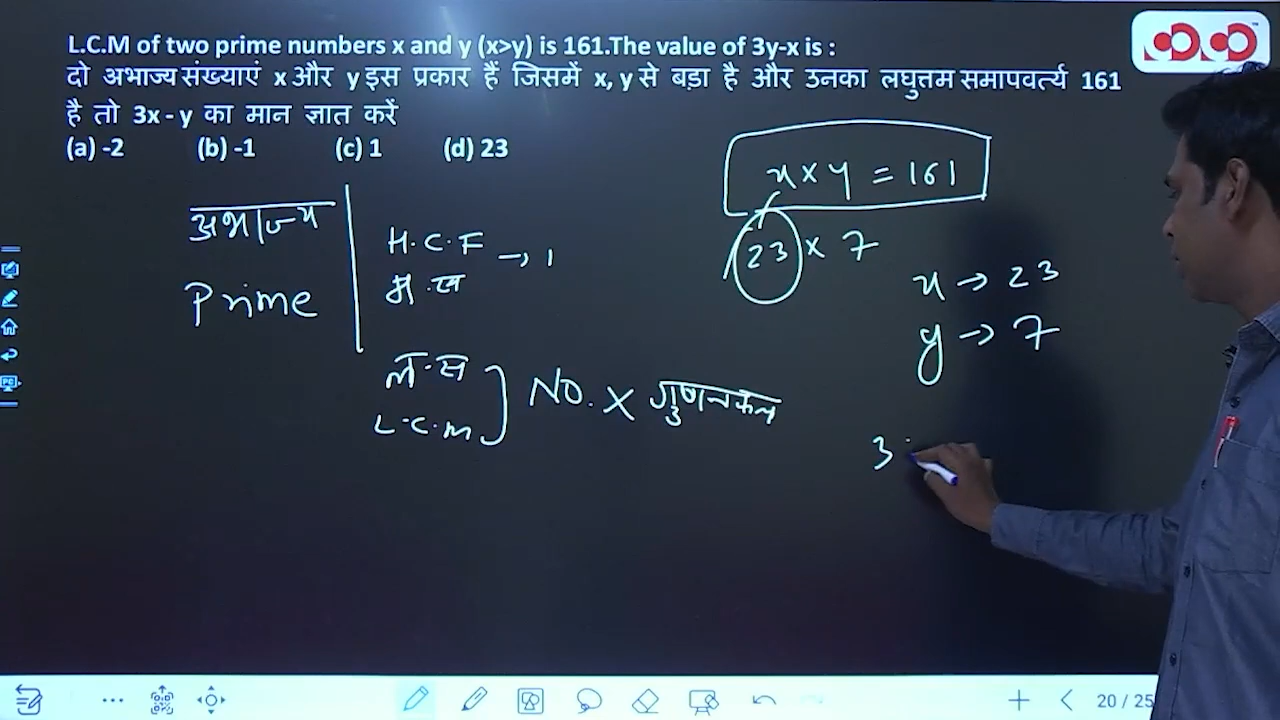 L.C.M of two prime numbers x and y (x>y) is 161.The value of 3y-x is :
दो अभाज्य संख्याएं x और y इस प्रकार हैं जिसमें x, y से बड़ा है और उनका लघुत्तम समापवर्त्य 161
है तो 3x - y का मान ज्ञात करें
(a) -2 (b) -1 (c) 1 (d) 23
x × y = 161
23 × 7
x → 23
y → 7
अभाज्य
Prime
H.C.F → 1
म.स
ल.स
L.C.M
NO. × गुणनफल
3
20 / 25